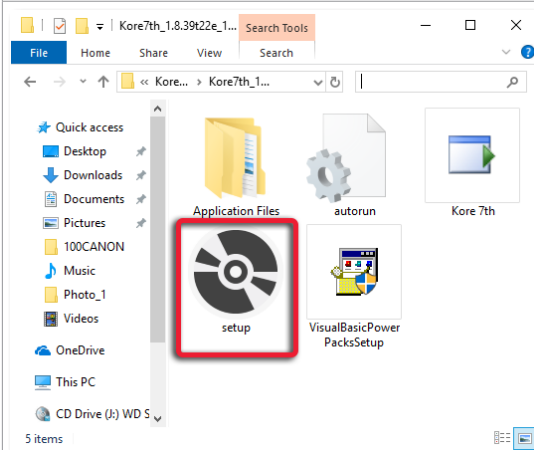 Kore7th_1.8.39t22e_1...
Search Tools
File
Home
Share
View
Search
« Kore... › Kore7th_1...
Quick access
Desktop
Downloads
Documents
Pictures
100CANON
Music
Photo_1
Videos
OneDrive
This PC
CD Drive (J:) WD S
Application Files
autorun
Kore 7th
setup
VisualBasicPower
PacksSetup
5 items